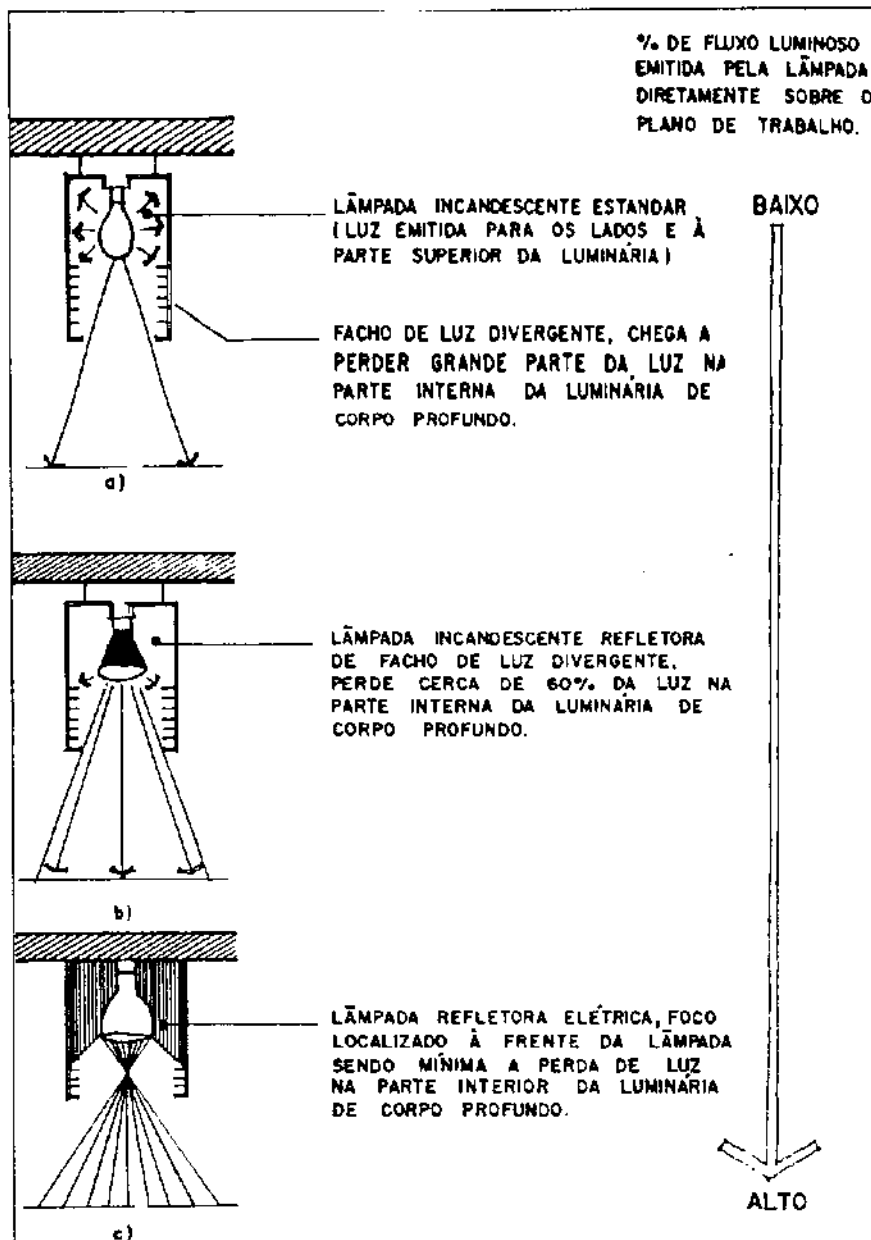 % DE FLUXO LUMINOSO
EMITIDA PELA LÂMPADA
DIRETAMENTE SOBRE O
PLANO DE TRABALHO.
BAIXO
LÂMPADA INCANDESCENTE ESTANDAR
(LUZ EMITIDA PARA OS LADOS E À
PARTE SUPERIOR DA LUMINÁRIA)
FACHO DE LUZ DIVERGENTE, CHEGA A
PERDER GRANDE PARTE DA LUZ NA
PARTE INTERNA DA LUMINÁRIA DE
CORPO PROFUNDO.
a)
LÂMPADA INCANDESCENTE REFLETORA
DE FACHO DE LUZ DIVERGENTE.
PERDE CERCA DE 60% DA LUZ NA
PARTE INTERNA DA LUMINÁRIA DE
CORPO PROFUNDO.
b)
LÂMPADA REFLETORA ELÉTRICA, FOCO
LOCALIZADO À FRENTE DA LÂMPADA
SENDO MÍNIMA A PERDA DE LUZ
NA PARTE INTERIOR DA LUMINÁRIA
DE CORPO PROFUNDO.
c)
ALTO